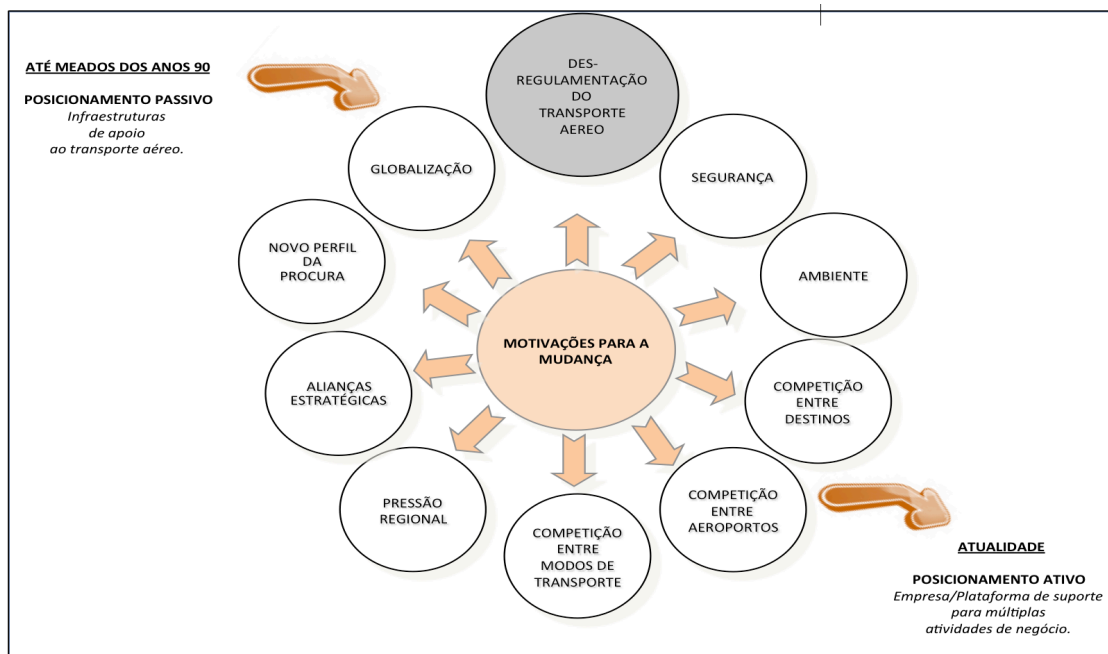 ATÉ MEADOS DOS ANOS 90
POSICIONAMENTO PASSIVO
Infraestruturas
de apoio
ao transporte aéreo.
DES-
REGULAMENTAÇÃO
DO
TRANSPORTE
AEREO
GLOBALIZAÇÃO
SEGURANÇA
NOVO PERFIL
DA
PROCURA
AMBIENTE
MOTIVAÇÕES PARA A
MUDANÇA
ALIANÇAS
ESTRATÉGICAS
COMPETIÇÃO
ENTRE
DESTINOS
PRESSÃO
REGIONAL
COMPETIÇÃO
ENTRE
MODOS DE
TRANSPORTE
COMPETIÇÃO
ENTRE
AEROPORTOS
ATUALIDADE
POSICIONAMENTO ATIVO
Empresa/Plataforma de suporte
para múltiplas
atividades de negócio.